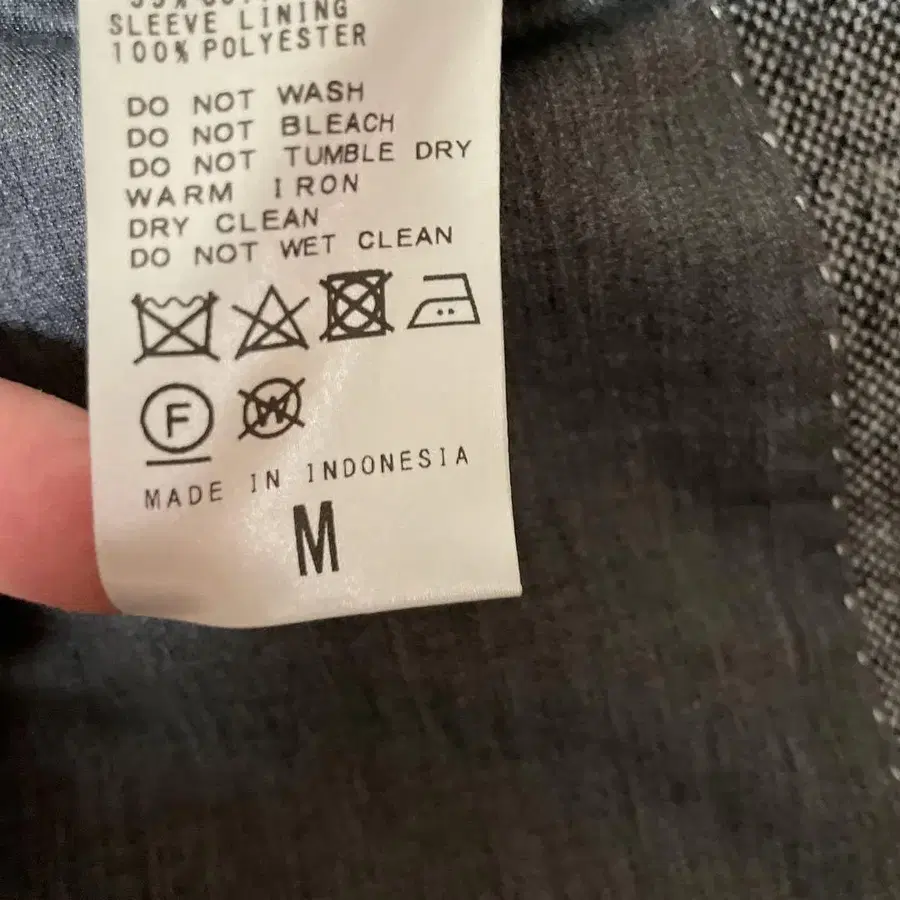 SLEEVE LINING
100% POLYESTER
DO NOT WASH
DO NOT BLEACH
DO NOT TUMBLE DRY
WARM IRON
DRY CLEAN
DO NOT WET CLEAN
F W
MADE IN INDONESIA
M